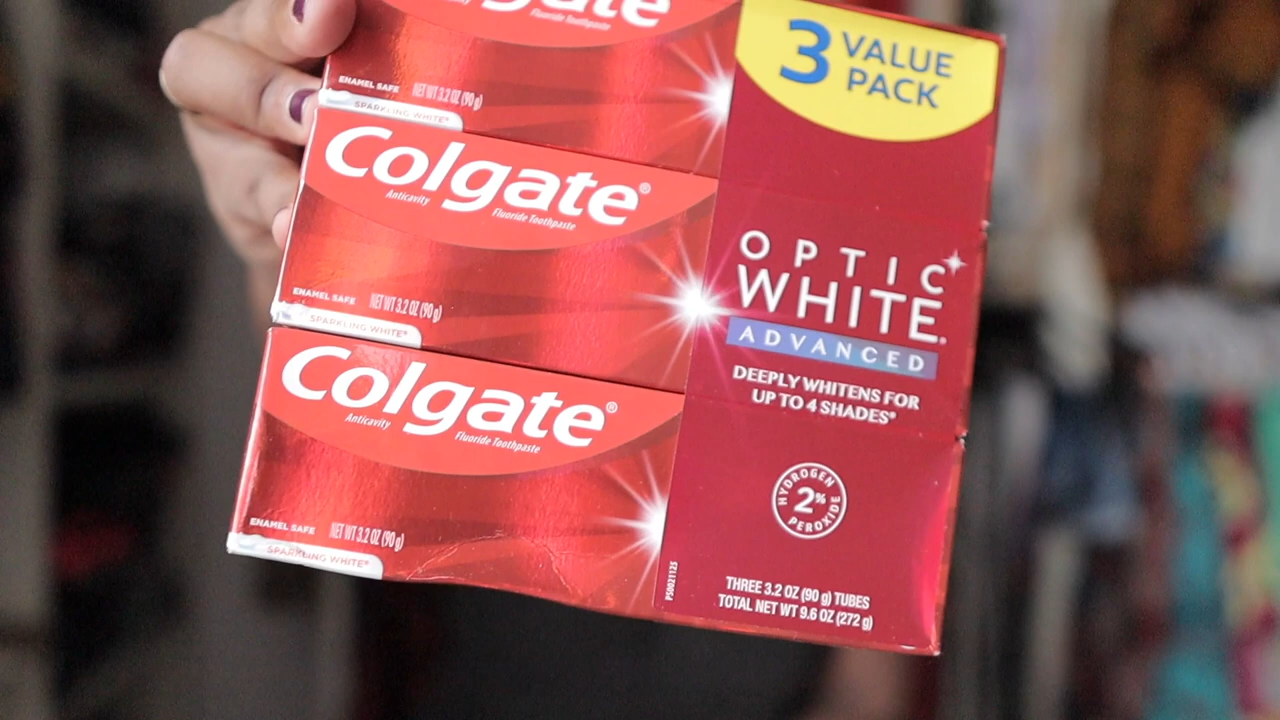 Colgate
Fluoride Toothpaste
ENAMEL SAFE
NET WT 3.2 OZ (90 g)
SPARKLING WHITE®
Colgate®
Anticavity
Fluoride Toothpaste
ENAMEL SAFE
NET WT 3.2 OZ (90 g)
SPARKLING WHITE®
Colgate®
Anticavity
Fluoride Toothpaste
ENAMEL SAFE
NET WT 3.2 OZ (90 g)
SPARKLING WHITE®
3 VALUE
PACK
OPTIC
WHITE.
ADVANCED
DEEPLY WHITENS FOR
UP TO 4 SHADES*
HYDROGEN
2%
PEROXIDE
THREE 3.2 OZ (90 g) TUBES
TOTAL NET WT 9.6 OZ (272 g)